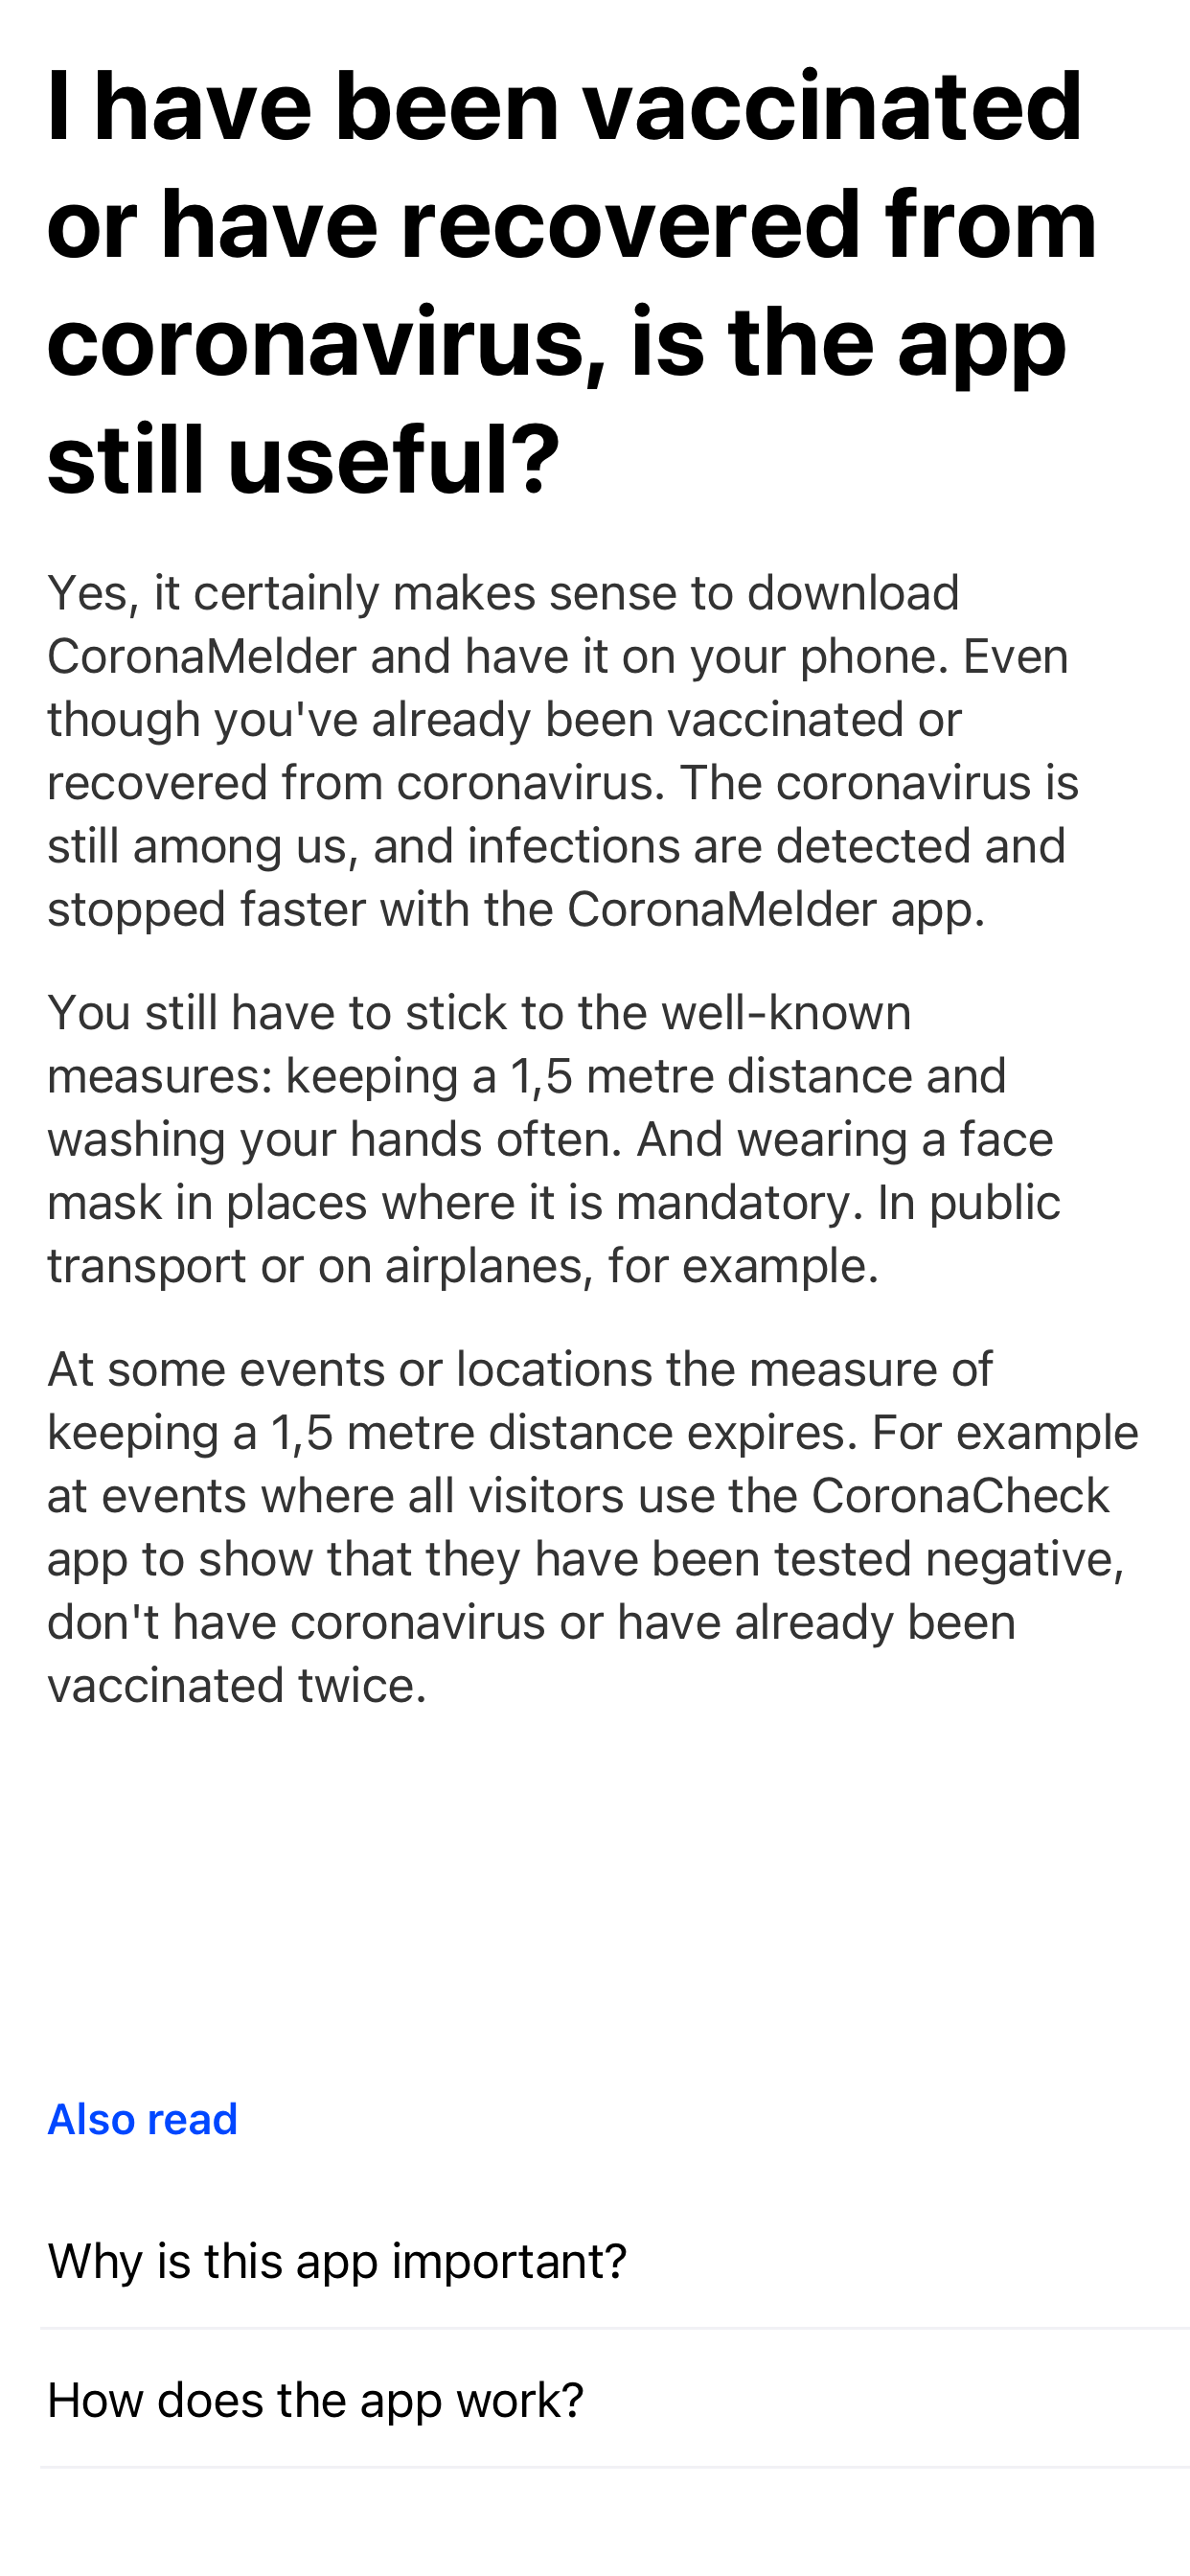 I have been vaccinated
or have recovered from
coronavirus, is the app
still useful?
Yes, it certainly makes sense to download
CoronaMelder and have it on your phone. Even
though you've already been vaccinated or
recovered from coronavirus. The coronavirus is
still among us, and infections are detected and
stopped faster with the CoronaMelder app.
You still have to stick to the well-known
measures: keeping a 1,5 metre distance and
washing your hands often. And wearing a face
mask in places where it is mandatory. In public
transport or on airplanes, for example.
At some events or locations the measure of
keeping a 1,5 metre distance expires. For example
at events where all visitors use the CoronaCheck
app to show that they have been tested negative,
don't have coronavirus or have already been
vaccinated twice.
Also read
Why is this app important?
How does the app work?